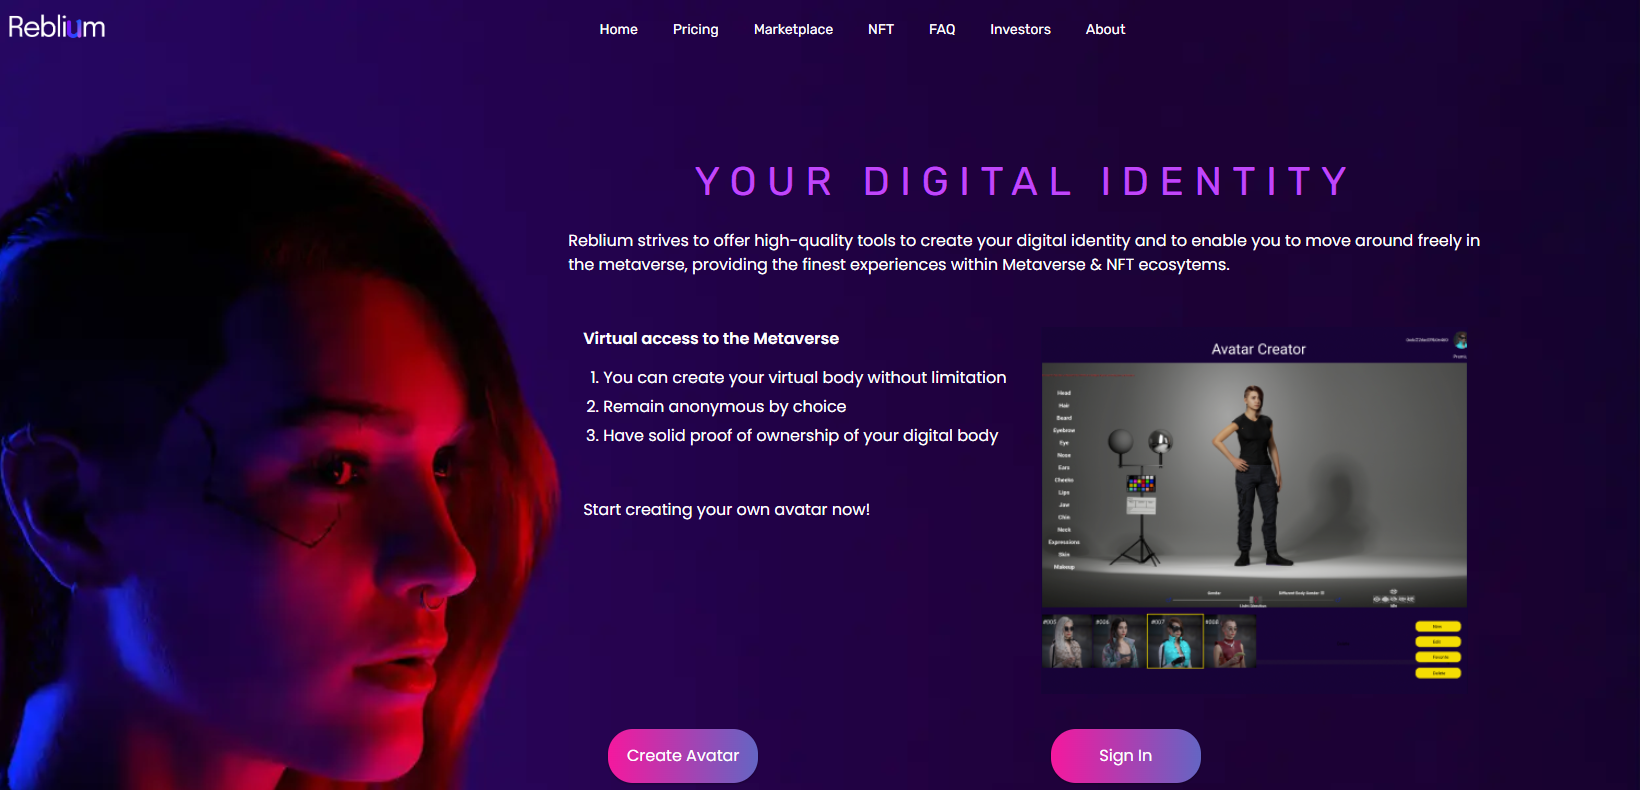 Reblium
Home Pricing Marketplace NFT FAQ Investors About
YOUR DIGITAL IDENTITY
Reblium strives to offer high-quality tools to create your digital identity and to enable you to move around freely in
the metaverse, providing the finest experiences within Metaverse & NFT ecosytems.
Virtual access to the Metaverse
1. You can create your virtual body without limitation
2. Remain anonymous by choice
3. Have solid proof of ownership of your digital body
Start creating your own avatar now!
Avatar Creator
Head
Hair
Beard
Eyebrow
Eye
Nose
Ears
Cheeks
Lips
Jaw
Chin
Neck
Expressions
Skin
Makeup
Gender
#005 #006 #007 #008
New
Edit
Delete
Create Avatar
Sign In